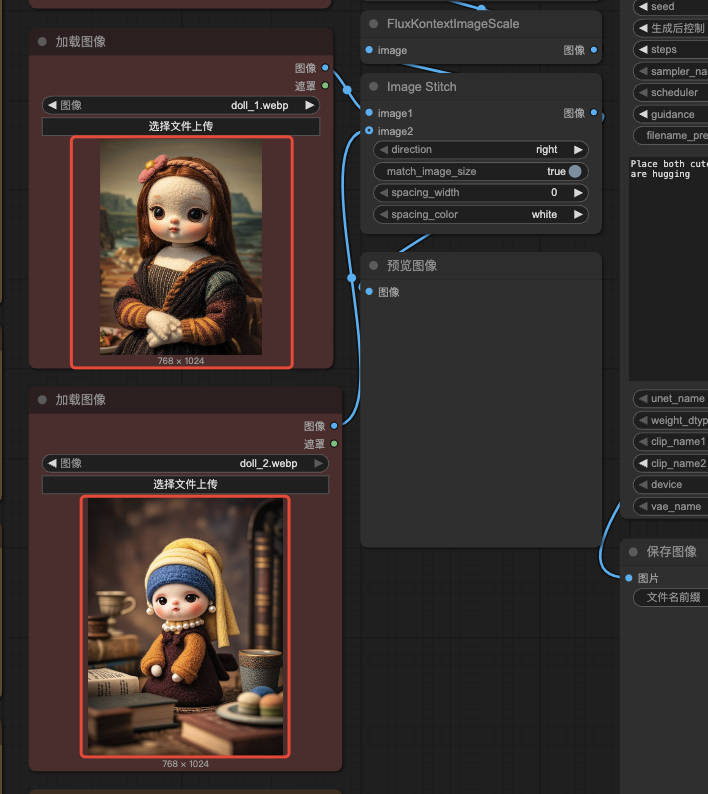 加载图像
图像
遮罩
图像 doll_1.webp
选择文件上传
768 × 1024
加载图像
图像
遮罩
图像 doll_2.webp
选择文件上传
768 × 1024
FluxKontextImageScale
image 图像
Image Stitch
image1 图像
image2
direction right
match_image_size true
spacing_width 0
spacing_color white
预览图像
图像
seed
生成后控制
steps
sampler_na
scheduler
guidance
filename_pre
Place both cut
are hugging
unet_name
weight_dtyp
clip_name1
clip_name2
device
vae_name
保存图像
图片
文件名前缀